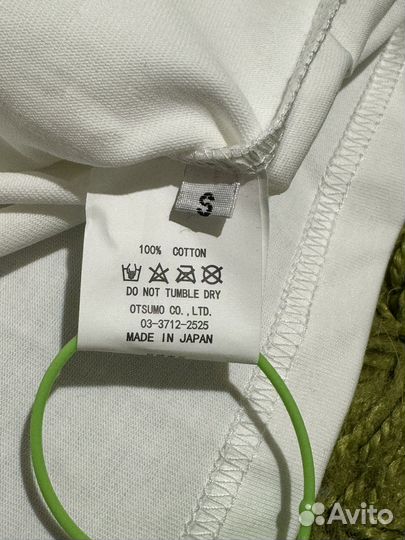 S
100% COTTON
DO NOT TUMBLE DRY
OTSUMO CO., LTD.
03-3712-2525
MADE IN JAPAN
Avito